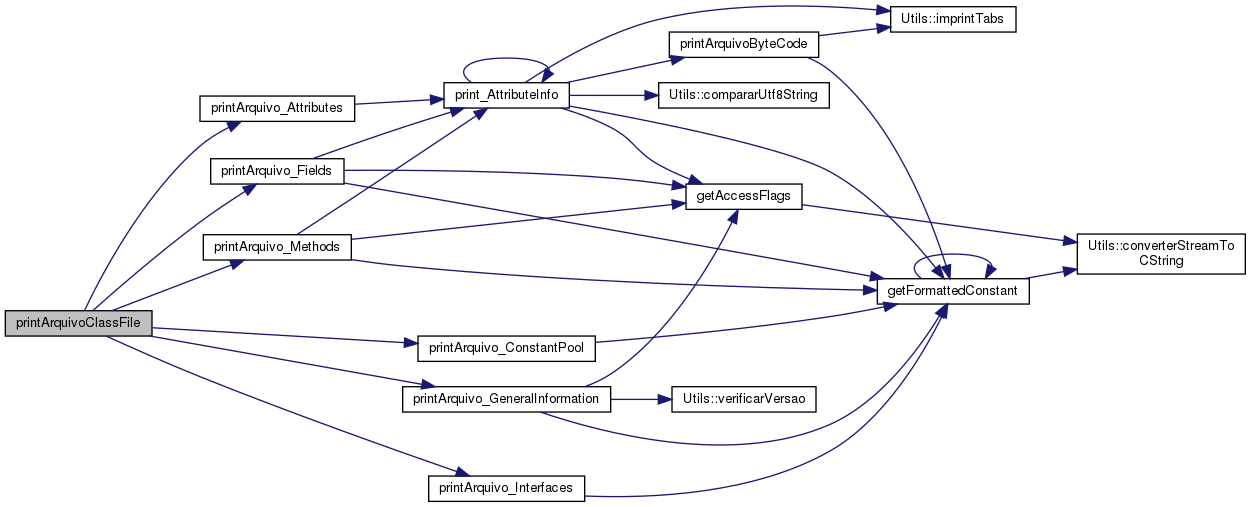 Utils::imprintTabs
printArquivoByteCode
print_AttributeInfo
Utils::compararUtf8String
printArquivo_Attributes
printArquivo_Fields
getAccessFlags
printArquivo_Methods
Utils::converterStreamTo
CString
getFormattedConstant
printArquivoClassFile
printArquivo_ConstantPool
printArquivo_GeneralInformation
Utils::verificarVersao
printArquivo_Interfaces